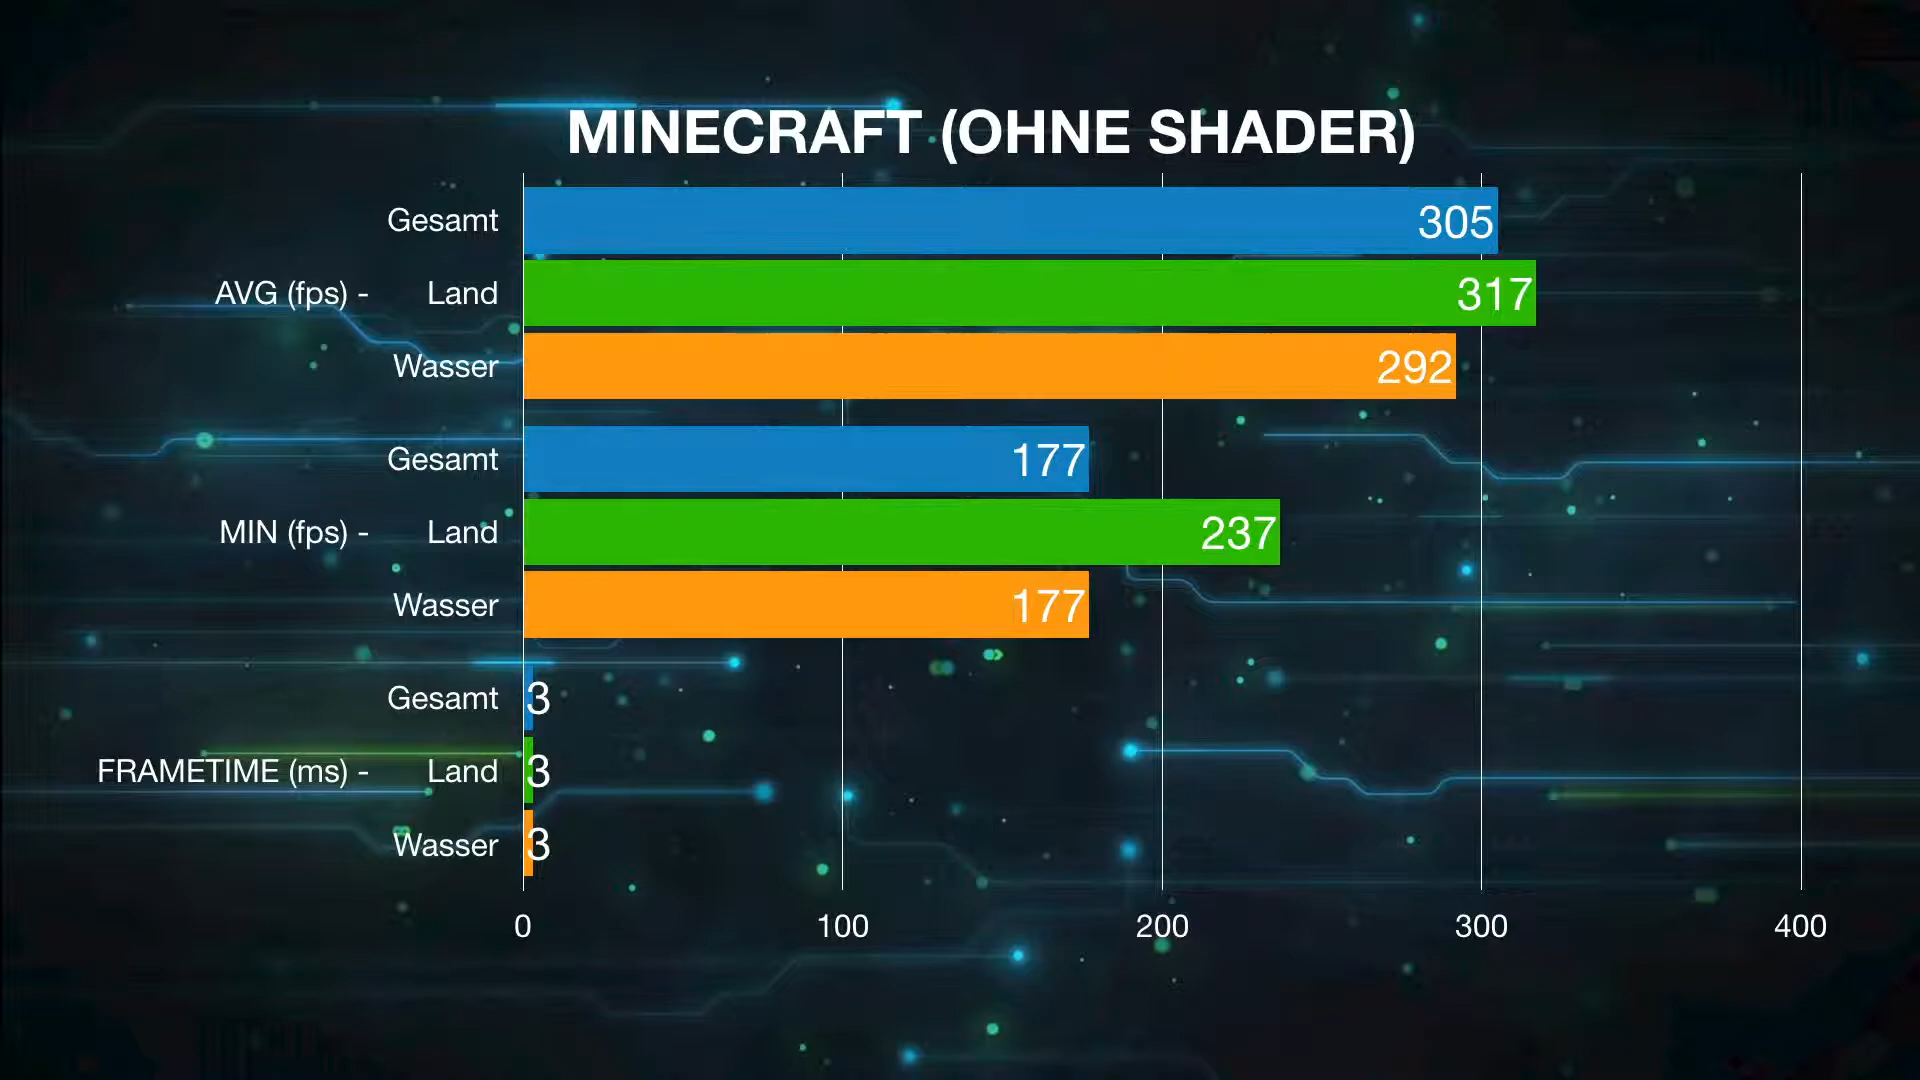 MINECRAFT (OHNE SHADER)
Gesamt 305
AVG (fps) - Land 317
Wasser 292
Gesamt 177
MIN (fps) - Land 237
Wasser 177
Gesamt 3
FRAMETIME (ms) - Land 3
Wasser 3
0 100 200 300 400